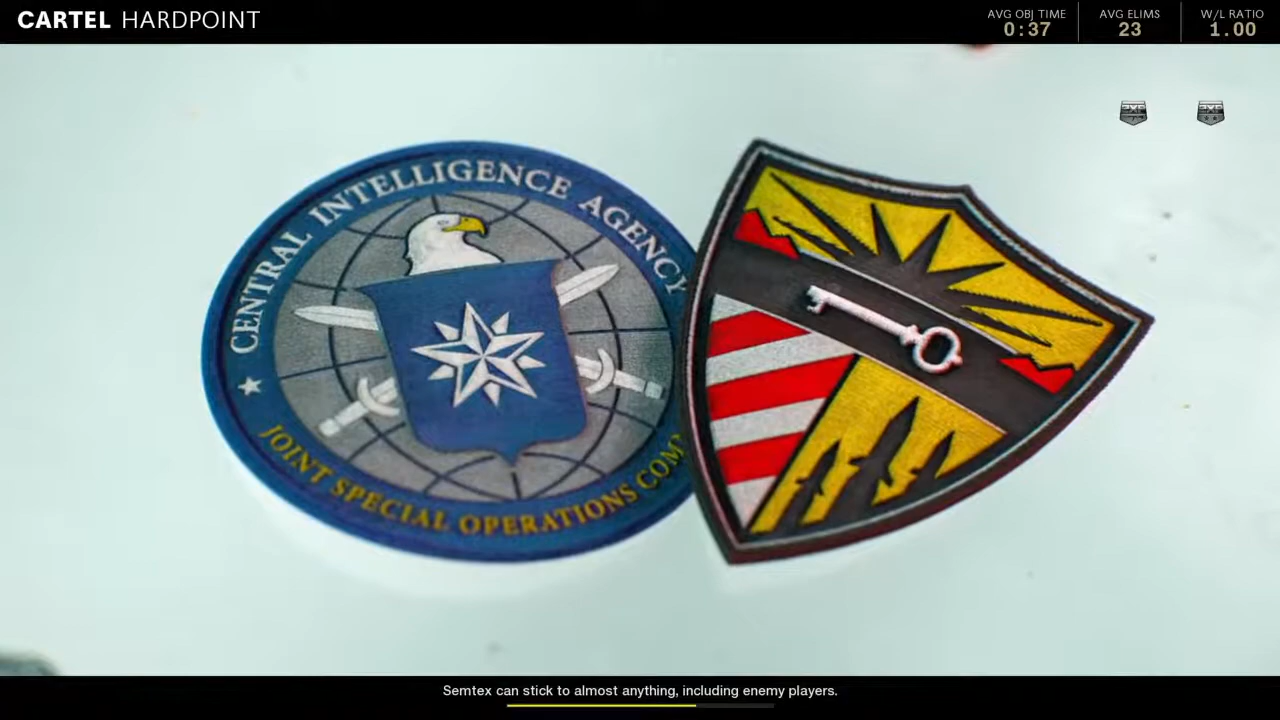 CARTEL HARDPOINT
AVG OBJ TIME
0:37
AVG ELIMS
23
W/L RATIO
1.00
CENTRAL INTELLIGENCE AGENCY
JOINT SPECIAL OPERATIONS COM
Semtex can stick to almost anything, including enemy players.